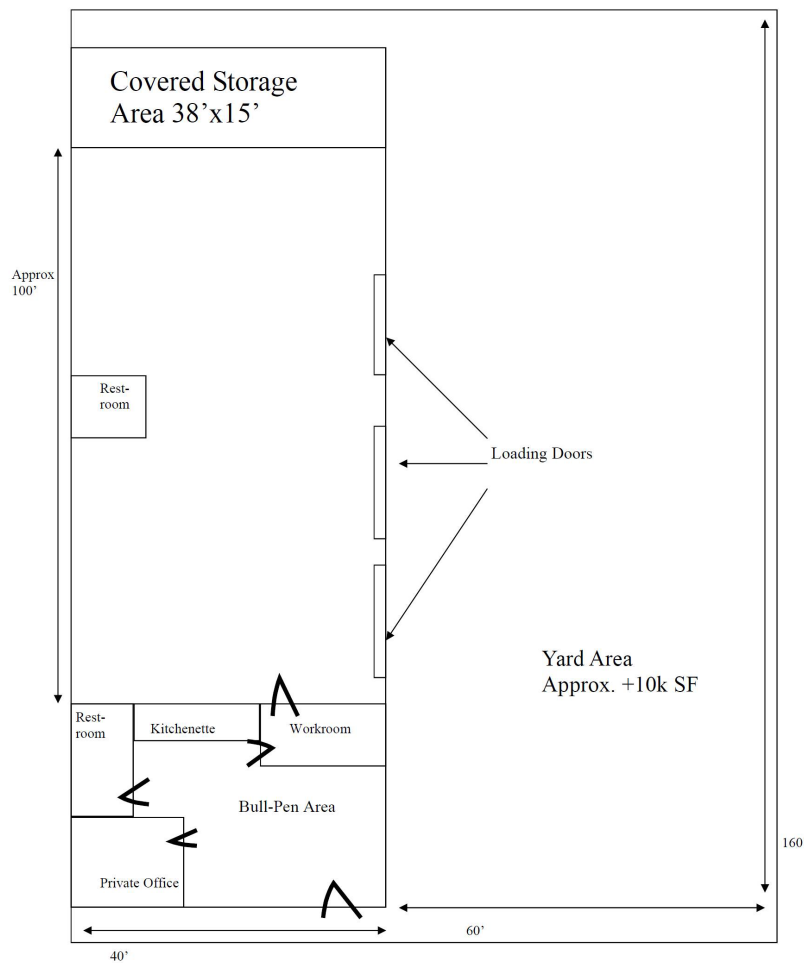 Covered Storage
Area 38’x15’
Approx
100’
Rest-
room
Loading Doors
Yard Area
Approx. +10k SF
Rest-
room
Kitchenette
Workroom
Bull-Pen Area
160
Private Office
60’
40’